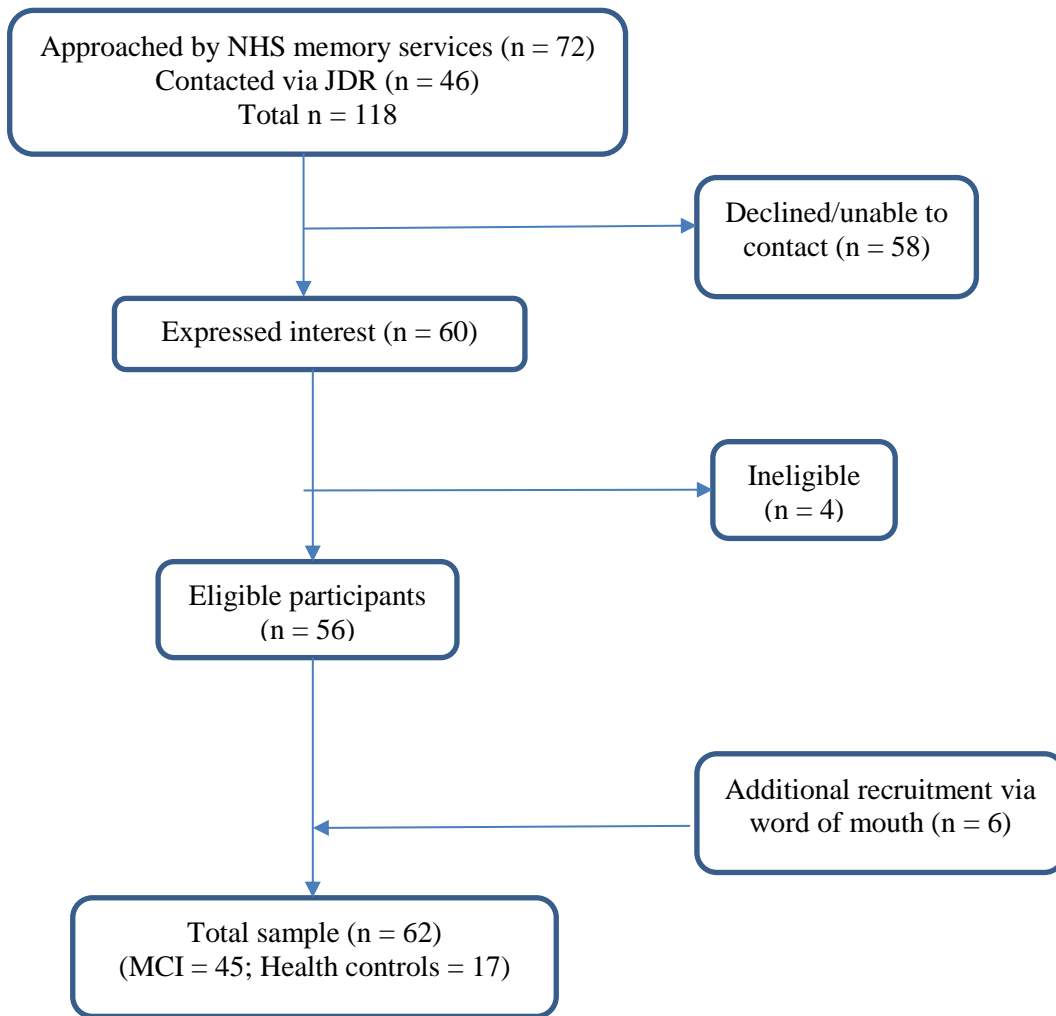 Approached by NHS memory services (n = 72)
Contacted via JDR (n = 46)
Total n = 118
Declined/unable to
contact (n = 58)
Expressed interest (n = 60)
Ineligible
(n = 4)
Eligible participants
(n = 56)
Additional recruitment via
word of mouth (n = 6)
Total sample (n = 62)
(MCI = 45; Health controls = 17)